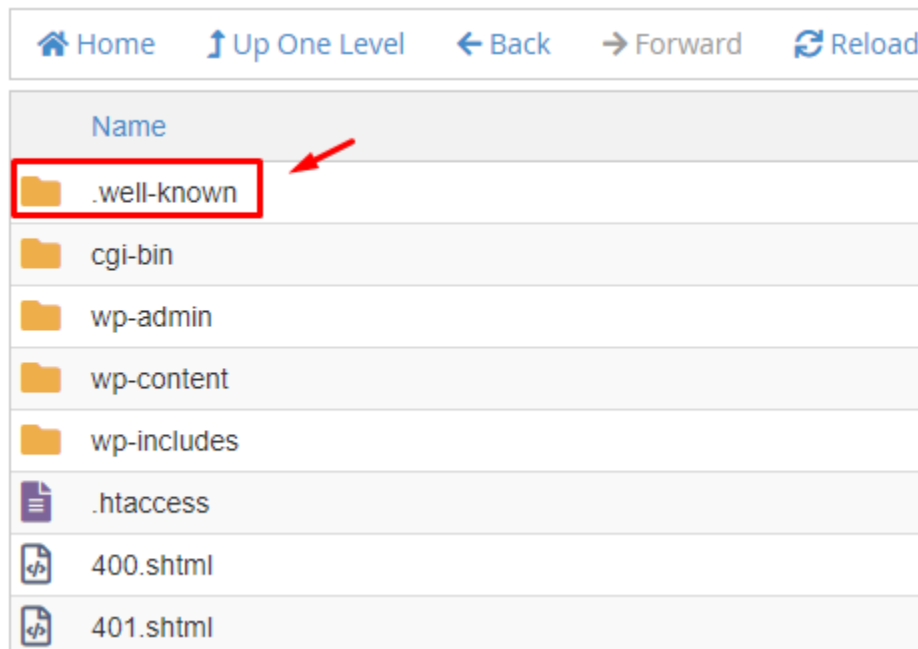 Home Up One Level Back Forward Reload
Name
.well-known
cgi-bin
wp-admin
wp-content
wp-includes
.htaccess
400.shtml
401.shtml